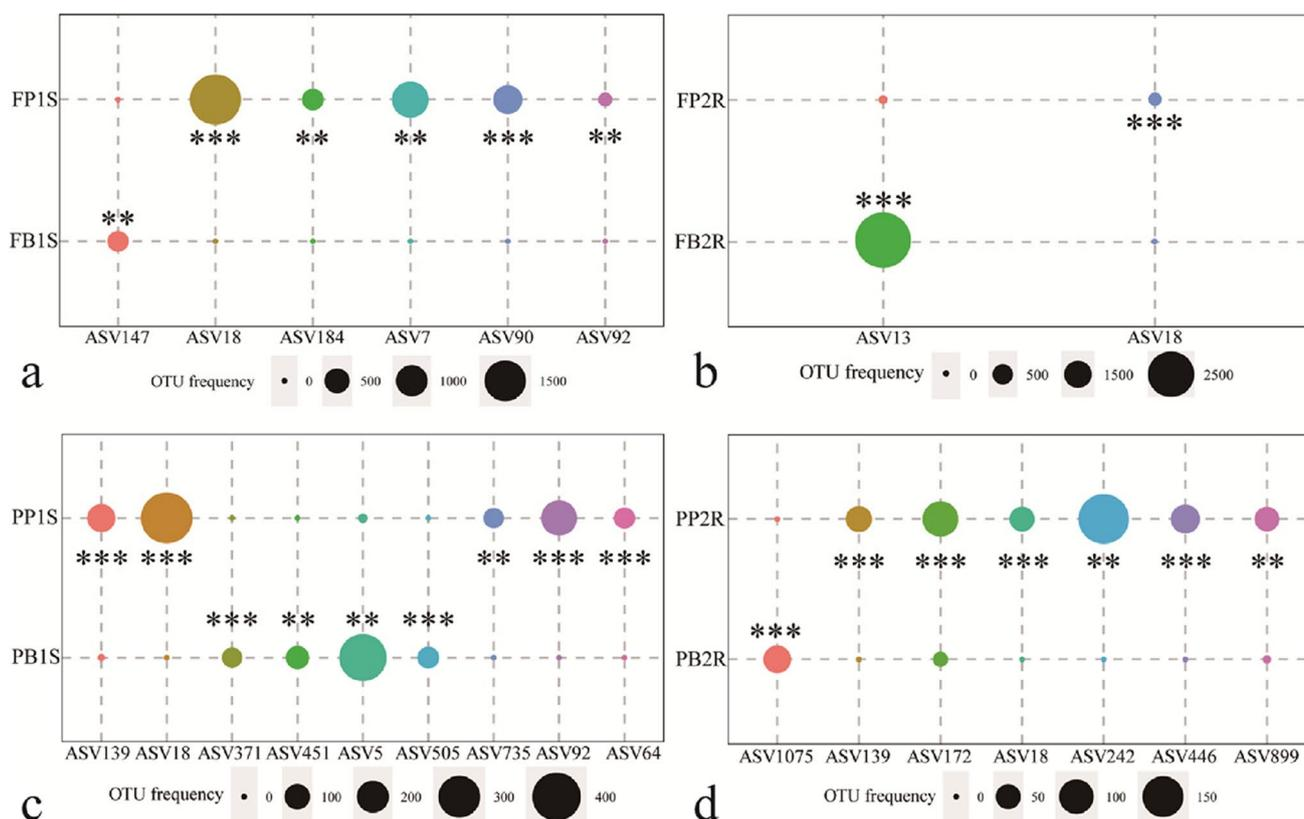 FP1S
*** ** ** *** **
**
FB1S
ASV147 ASV18 ASV184 ASV7 ASV90 ASV92
a OTU frequency 0 500 1000 1500
FP2R
***
***
FB2R
ASV13 ASV18
b OTU frequency 0 500 1500 2500
PP1S
*** *** ** *** ***
*** ** ** ***
PB1S
ASV139 ASV18 ASV371 ASV451 ASV5 ASV505 ASV735 ASV92 ASV64
c OTU frequency 0 100 200 300 400
PP2R
*** *** *** ** *** **
***
PB2R
ASV1075 ASV139 ASV172 ASV18 ASV242 ASV446 ASV899
d OTU frequency 0 50 100 150